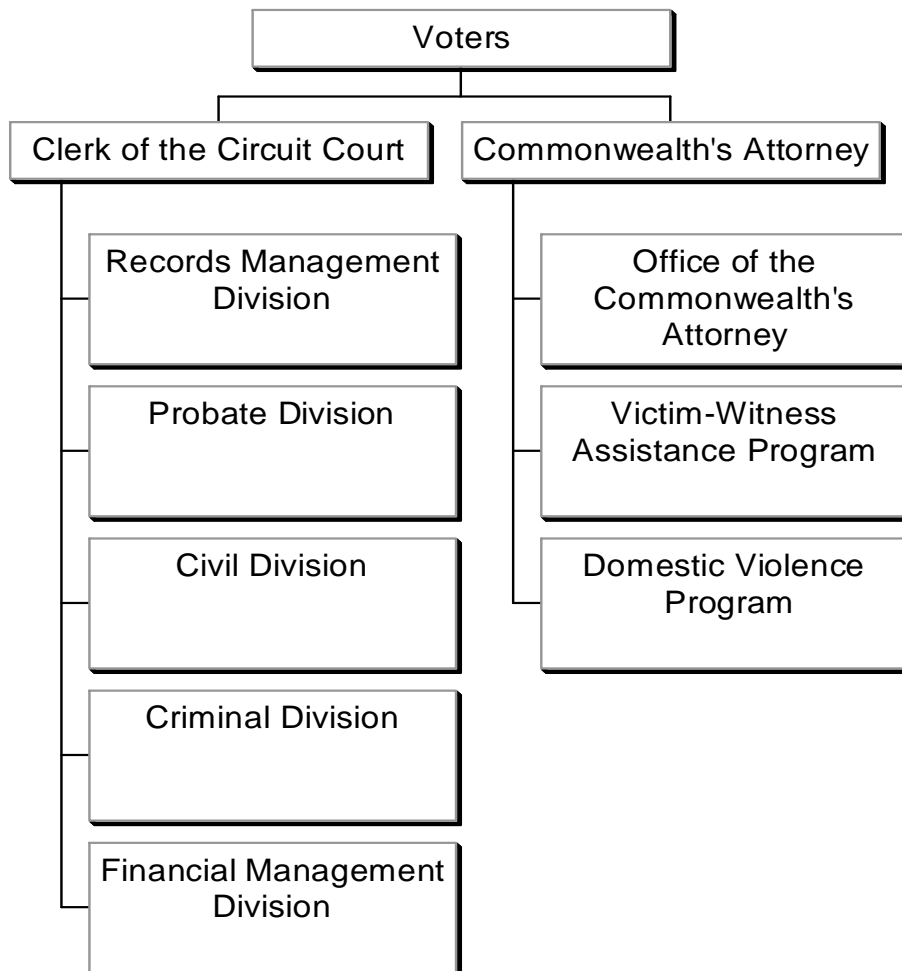 Voters
Clerk of the Circuit Court
Commonwealth's Attorney
Records Management
Division
Probate Division
Civil Division
Criminal Division
Financial Management
Division
Office of the
Commonwealth's
Attorney
Victim-Witness
Assistance Program
Domestic Violence
Program